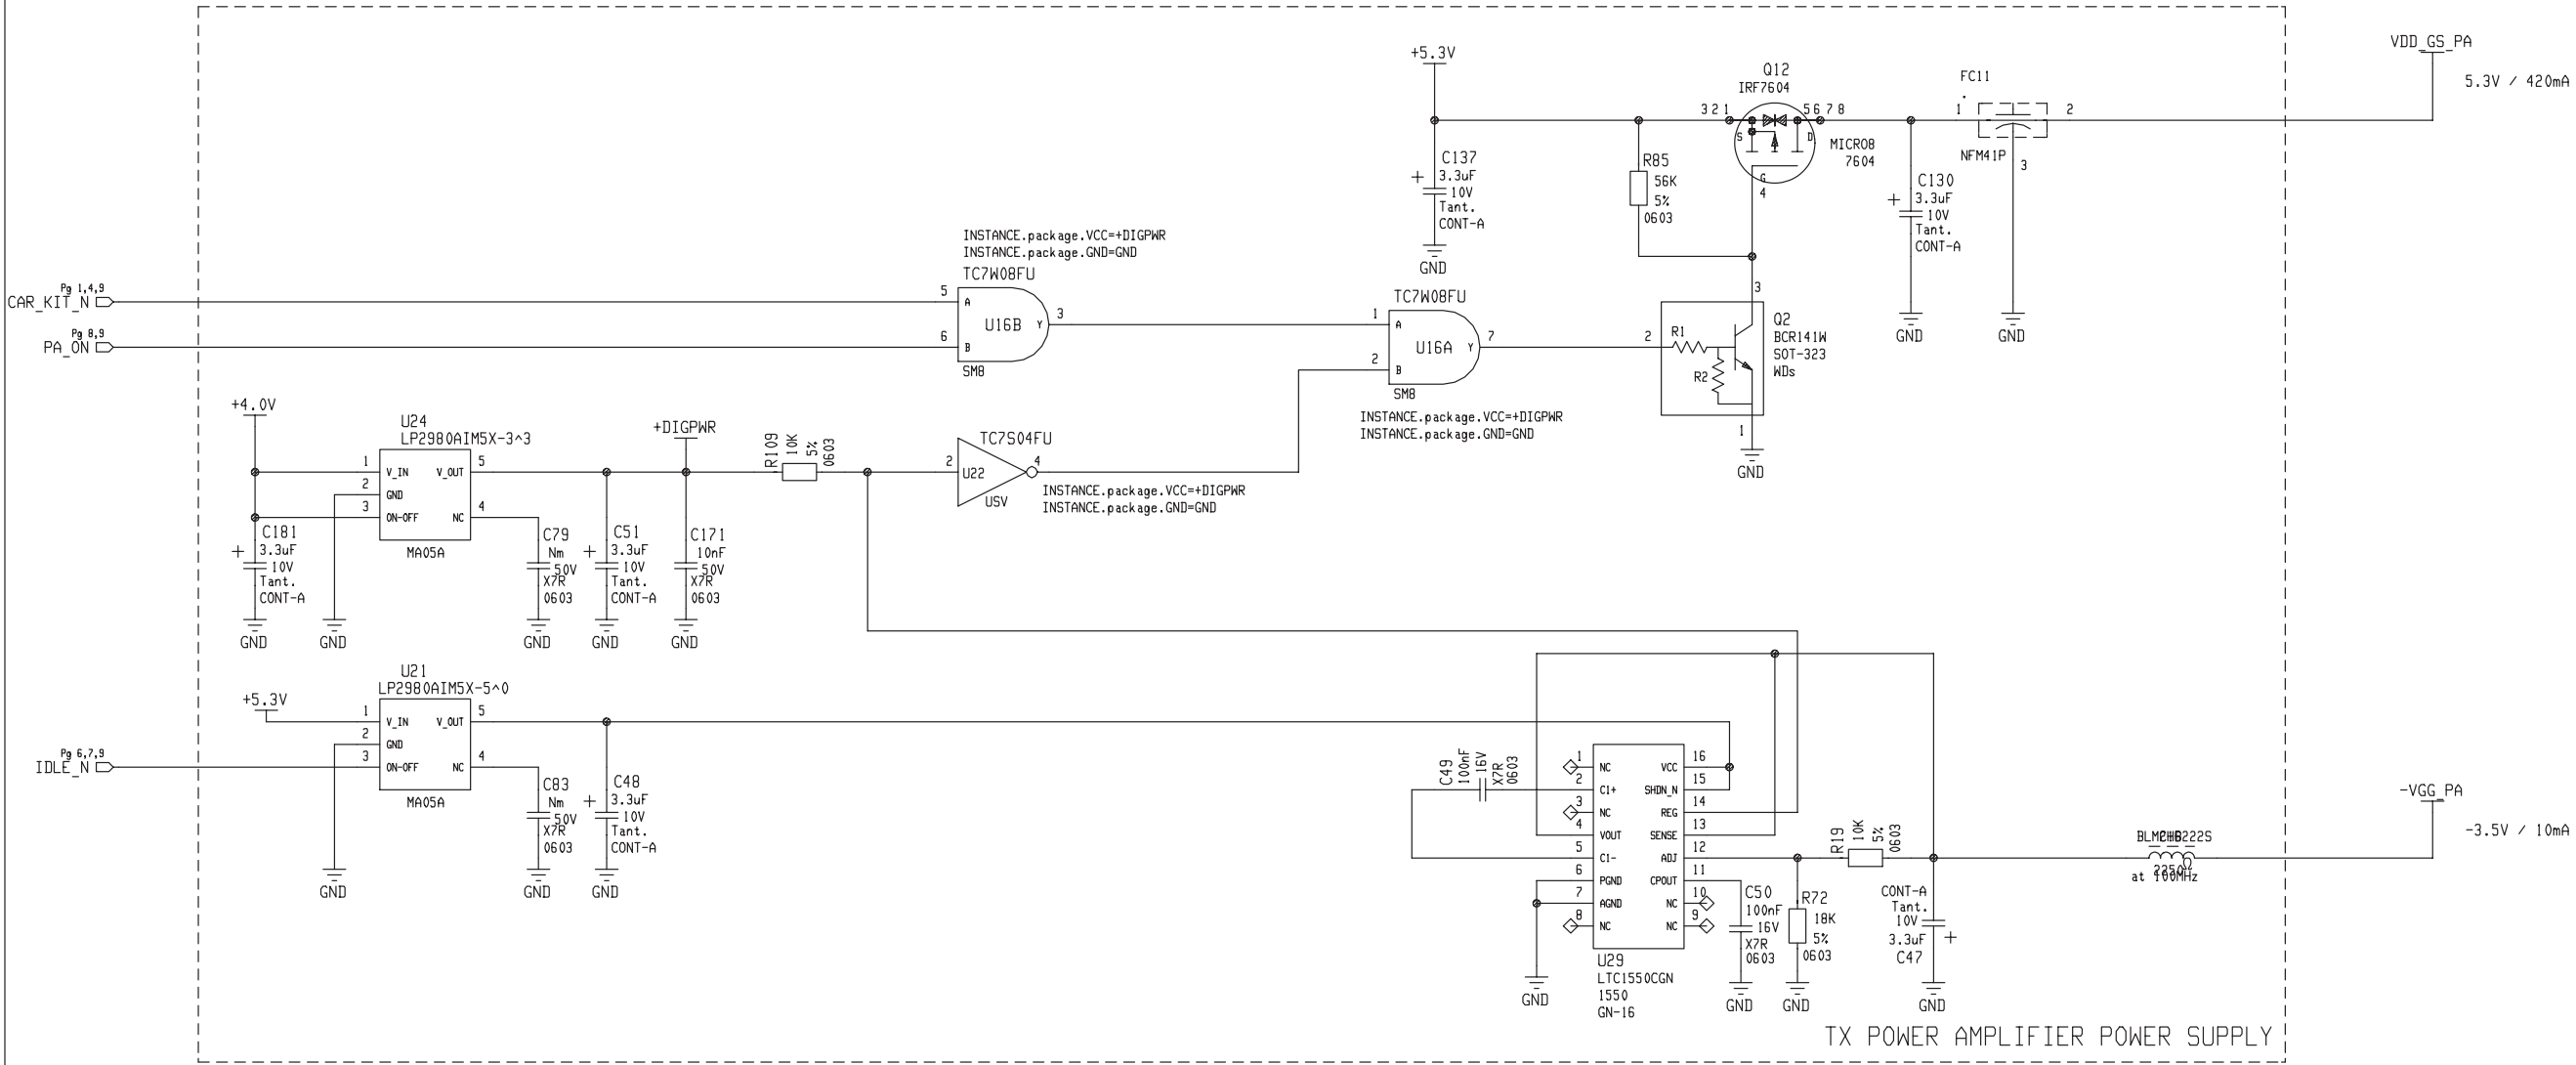 VDD_GS_PA
5.3V / 420mA
+5.3V
Q12
IRF7604
FC11
3 2 1
5 6 7 8
1
2
S
D
G
4
MICRO8
7604
NFM41P
3
C137
+
3.3uF
10V
Tant.
CONT-A
GND
R85
56K
5%
0603
C130
+
3.3uF
10V
Tant.
CONT-A
GND
GND
INSTANCE.package.VCC=+DIGPWR
INSTANCE.package.GND=GND
TC7W08FU
Pg 1,4,9
CAR_KIT_N
5
A
U16B
Y
3
Pg 8,9
PA_ON
6
B
SM8
TC7W08FU
1
A
U16A
Y
7
2
B
SM8
INSTANCE.package.VCC=+DIGPWR
INSTANCE.package.GND=GND
3
2
R1
R2
Q2
BCR141W
SOT-323
WDs
1
GND
+4.0V
U24
LP2980AIM5X-3^3
1
V_IN
V_OUT
5
2
GND
3
ON-OFF
NC
4
MA05A
+DIGPWR
R109
10K
5%
0603
TC7S04FU
2
U22
4
USV
INSTANCE.package.VCC=+DIGPWR
INSTANCE.package.GND=GND
C181
+
3.3uF
10V
Tant.
CONT-A
GND
GND
C79
Nm
50V
X7R
0603
GND
C51
+
3.3uF
10V
Tant.
CONT-A
GND
C171
10nF
50V
X7R
0603
GND
U21
LP2980AIM5X-5^0
+5.3V
1
V_IN
V_OUT
5
2
GND
Pg 6,7,9
IDLE_N
3
ON-OFF
NC
4
MA05A
GND
C83
Nm
50V
X7R
0603
GND
C48
+
3.3uF
10V
Tant.
CONT-A
GND
C49
100nF
16V
X7R
0603
1
NC
VCC
16
2
C1+
SHDN_N
15
3
NC
REG
14
4
VOUT
SENSE
13
5
C1-
ADJ
12
6
PGND
CPOUT
11
7
AGND
NC
10
8
NC
NC
9
U29
LTC1550CGN
1550
GN-16
GND
C50
100nF
16V
X7R
0603
GND
R72
18K
5%
0603
GND
R19
10K
5%
0603
CONT-A
Tant.
10V
3.3uF
+
C47
GND
at 100MHz
-VGG_PA
-3.5V / 10mA
TX POWER AMPLIFIER POWER SUPPLY